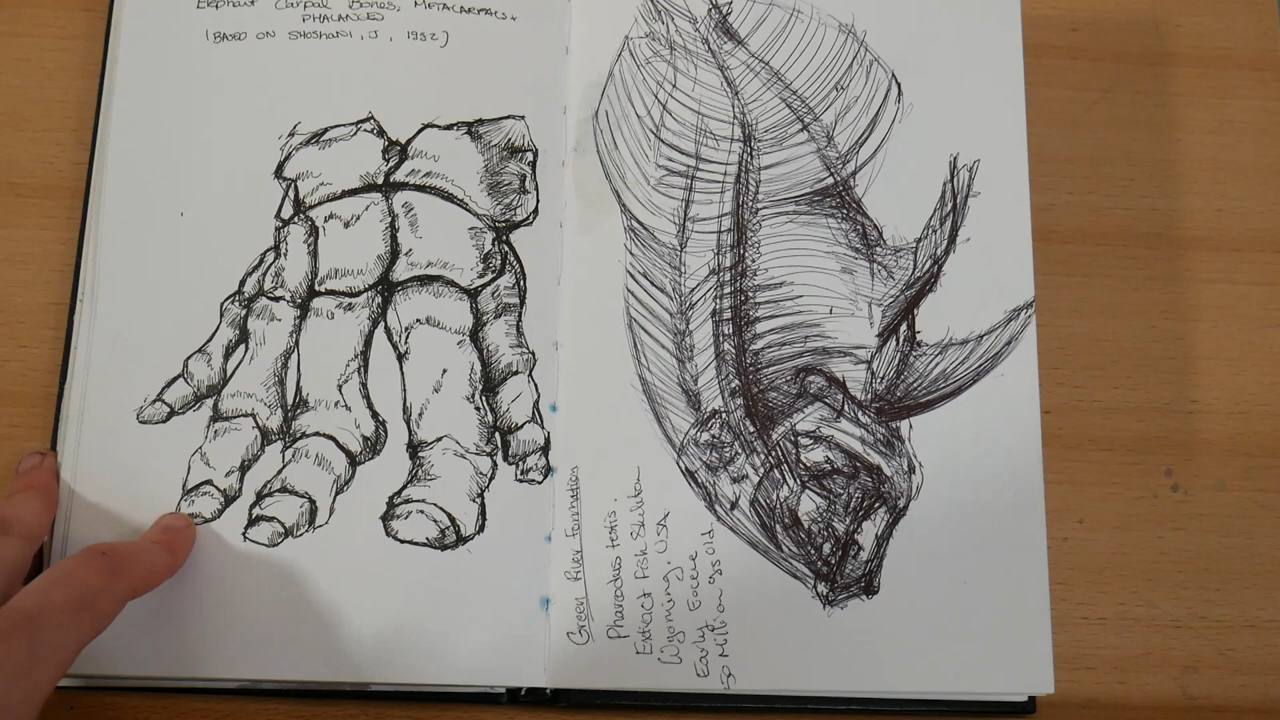 Elephant Carpal Bones, METACARPALS +
PHALANGES
(BASED ON SHOSHANI, J, 1992)
Green River Formation
Phareodus testis.
Extinct Fish Skeleton
Wyoming, USA
Early Eocene
50 Million yrs old.